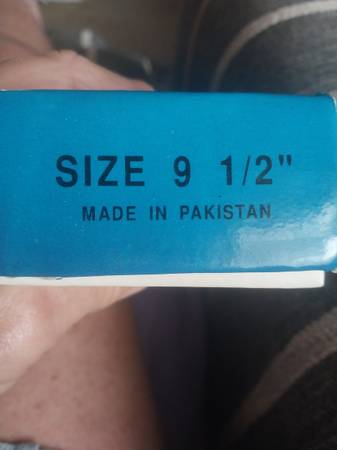 SIZE 9 1/2"
MADE IN PAKISTAN